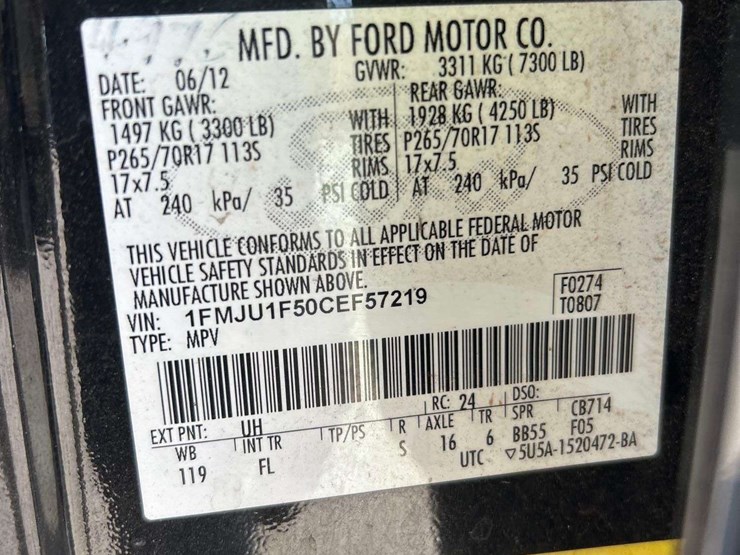 MFD. BY FORD MOTOR CO.
DATE: 06/12 GVWR: 3311 KG ( 7300 LB)
FRONT GAWR: REAR GAWR:
1497 KG ( 3300 LB) WITH 1928 KG ( 4250 LB) WITH
P265/70R17 113S TIRES P265/70R17 113S TIRES
17x7.5 RIMS 17x7.5 RIMS
AT 240 kPa/ 35 PSI COLD AT 240 kPa/ 35 PSI COLD
THIS VEHICLE CONFORMS TO ALL APPLICABLE FEDERAL MOTOR
VEHICLE SAFETY STANDARDS IN EFFECT ON THE DATE OF
MANUFACTURE SHOWN ABOVE.
VIN: 1FMJU1F50CEF57219 F0274
TYPE: MPV T0807
EXT PNT: UH RC: 24 DSO:
WB INT TR TP/PS R AXLE TR SPR CB714
119 FL S 16 6 BB55 F05
UTC ▽5U5A-1520472-BA